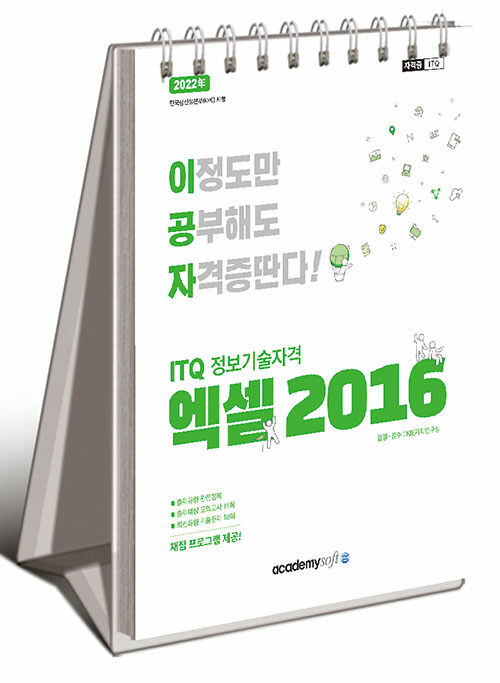 2022年
자격증 ITQ
이정도만
공부해도
자격증딴다!
ITQ 정보기술자격
엑셀 2016
채점 프로그램 제공!
academysoft